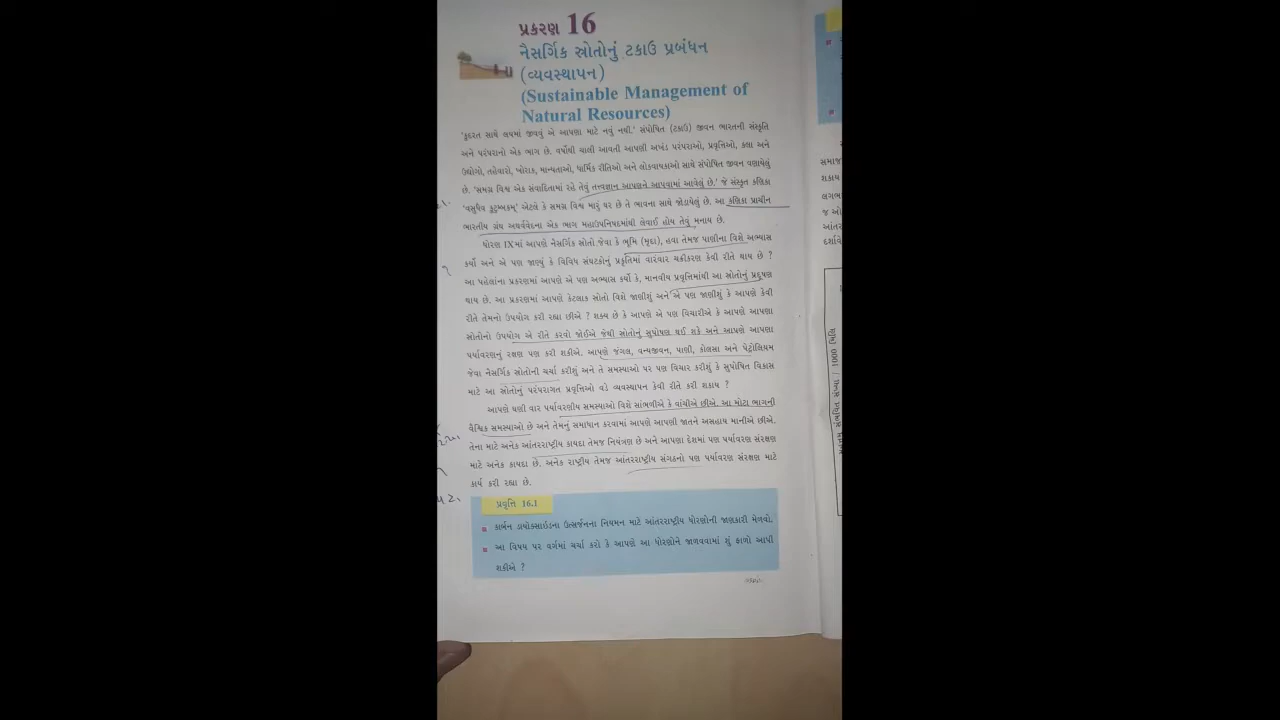 પ્રકરણ 16
નૈસર્ગિક સ્રોતોનું ટકાઉ પ્રબંધન
(વ્યવસ્થાપન)
(Sustainable Management of
Natural Resources)
'કુદરત સાથે લયમાં જીવવું એ આપણા માટે નવું નથી.' સંપોષિત (ટકાઉ) જીવન ભારતની સંસ્કૃતિ
અને પરંપરાનો એક ભાગ છે. વર્ષોથી ચાલી આવતી આપણી અખંડ પરંપરાઓ, પ્રવૃત્તિઓ, કલા અને
ઉદ્યોગો, તહેવારો, ખોરાક, માન્યતાઓ, ધાર્મિક રીતિઓ અને લોકવાયકાઓ સાથે સંપોષિત જીવન વણાયેલું
છે. 'સમગ્ર વિશ્વ એક સંવાદિતામાં રહે તેવું તત્ત્વજ્ઞાન આપણને આપવામાં આવેલું છે.' જે સંસ્કૃત કણિકા
'વસુધૈવ કુટુમ્બકમ્' એટલે કે સમગ્ર વિશ્વ મારું ઘર છે તે ભાવના સાથે જોડાયેલું છે. આ કણિકા પ્રાચીન
ભારતીય ગ્રંથ અથર્વવેદના એક ભાગ મહાઉપનિષદમાંથી લેવાઈ હોય તેવું મનાય છે.
ધોરણ IXમાં આપણે નૈસર્ગિક સ્રોતો જેવા કે ભૂમિ (મૃદા), હવા તેમજ પાણીના વિશે અભ્યાસ
કર્યો અને એ પણ જાણ્યું કે વિવિધ સંઘટકોનું પ્રકૃતિમાં વારંવાર ચક્રીકરણ કેવી રીતે થાય છે ?
આ પહેલાંના પ્રકરણમાં આપણે એ પણ અભ્યાસ કર્યો કે, માનવીય પ્રવૃત્તિમાંથી આ સ્રોતોનું પ્રદૂષણ
થાય છે. આ પ્રકરણમાં આપણે કેટલાક સ્રોતો વિશે જાણીશું અને એ પણ જાણીશું કે આપણે કેવી
રીતે તેમનો ઉપયોગ કરી રહ્યા છીએ ? શક્ય છે કે આપણે એ પણ વિચારીએ કે આપણે આપણા
સ્રોતોનો ઉપયોગ એ રીતે કરવો જોઈએ જેથી સ્રોતોનું સુપોષણ થઈ શકે અને આપણે આપણા
પર્યાવરણનું રક્ષણ પણ કરી શકીએ. આપણે જંગલ, વન્યજીવન, પાણી, કોલસા અને પેટ્રોલિયમ
જેવા નૈસર્ગિક સ્રોતોની ચર્ચા કરીશું અને તે સમસ્યાઓ પર પણ વિચાર કરીશું કે સુપોષિત વિકાસ
માટે આ સ્રોતોનું પરંપરાગત પ્રવૃત્તિઓ વડે વ્યવસ્થાપન કેવી રીતે કરી શકાય ?
આપણે ઘણી વાર પર્યાવરણીય સમસ્યાઓ વિશે સાંભળીએ કે વાંચીએ છીએ. આ મોટા ભાગની
વૈશ્વિક સમસ્યાઓ છે અને તેમનું સમાધાન કરવામાં આપણે આપણી જાતને અસહાય માનીએ છીએ.
તેના માટે અનેક આંતરરાષ્ટ્રીય કાયદા તેમજ નિયંત્રણ છે અને આપણા દેશમાં પણ પર્યાવરણ સંરક્ષણ
માટે અનેક કાયદા છે. અનેક રાષ્ટ્રીય તેમજ આંતરરાષ્ટ્રીય સંગઠનો પણ પર્યાવરણ સંરક્ષણ માટે
કાર્ય કરી રહ્યા છે.
પ્રવૃત્તિ 16.1
કાર્બન ડાયોક્સાઇડના ઉત્સર્જનના નિયમન માટે આંતરરાષ્ટ્રીય ધોરણોની જાણકારી મેળવો.
આ વિષય પર વર્ગમાં ચર્ચા કરો કે આપણે આ ધોરણોને જાળવવામાં શું ફાળો આપી
શકીએ ?
સમાજ
શકાય
લગભ
જ ઓ
આંતર
દર્શાવે
/ 1000 મિલિ